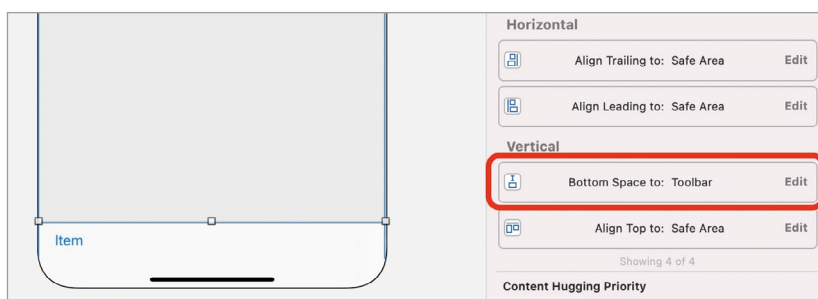 Horizontal
Align Trailing to: Safe Area Edit
Align Leading to: Safe Area Edit
Vertical
Bottom Space to: Toolbar Edit
Item
Align Top to: Safe Area Edit
Showing 4 of 4
Content Hugging Priority